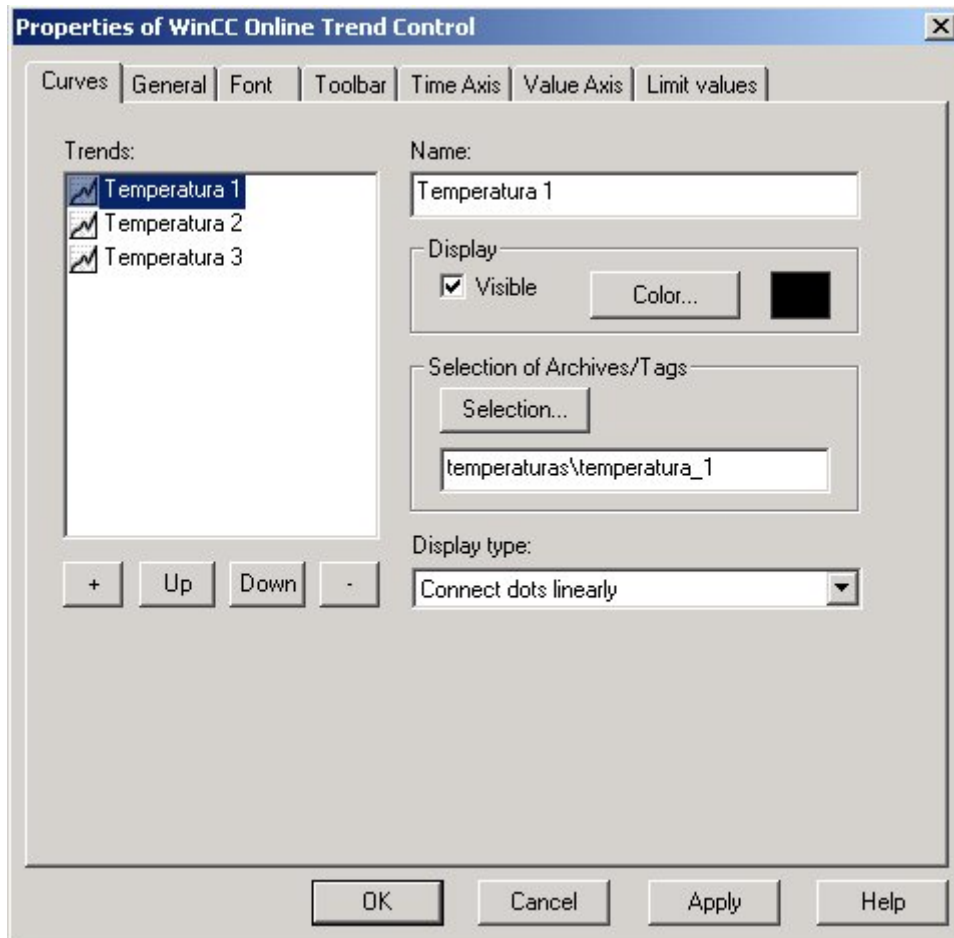 Properties of WinCC Online Trend Control
Curves General Font Toolbar Time Axis Value Axis Limit values
Trends:
Temperatura 1
Temperatura 2
Temperatura 3
+ Up Down -
Name:
Temperatura 1
Display
Visible Color...
Selection of Archives/Tags
Selection...
temperaturas\temperatura_1
Display type:
Connect dots linearly
OK Cancel Apply Help